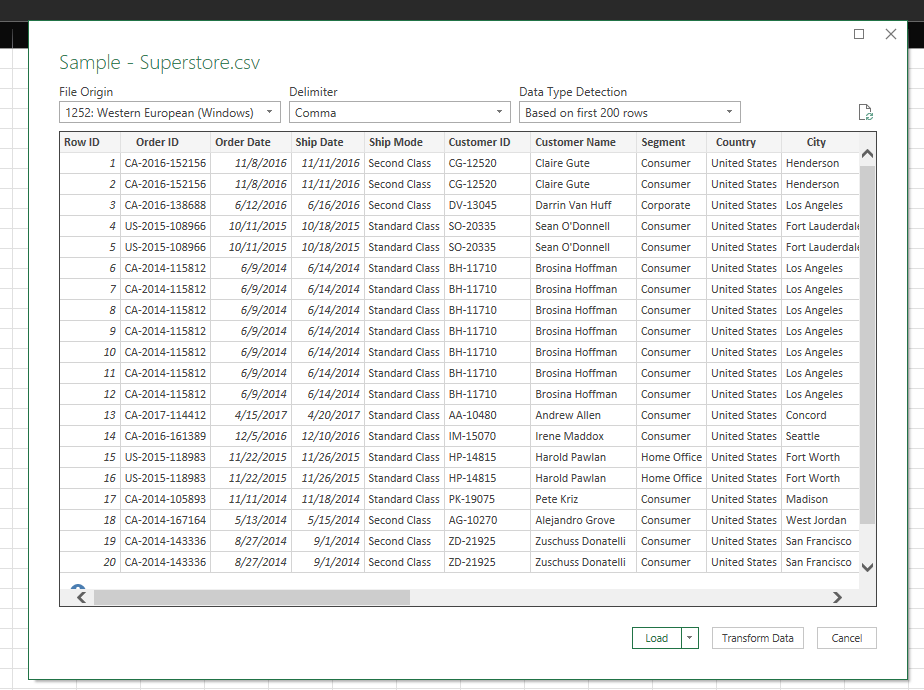 Sample - Superstore.csv
File Origin Delimiter Data Type Detection
1252: Western European (Windows) Comma Based on first 200 rows
Row ID Order ID Order Date Ship Date Ship Mode Customer ID Customer Name Segment Country City
1 CA-2016-152156 11/8/2016 11/11/2016 Second Class CG-12520 Claire Gute Consumer United States Henderson
2 CA-2016-152156 11/8/2016 11/11/2016 Second Class CG-12520 Claire Gute Consumer United States Henderson
3 CA-2016-138688 6/12/2016 6/16/2016 Second Class DV-13045 Darrin Van Huff Corporate United States Los Angeles
4 US-2015-108966 10/11/2015 10/18/2015 Standard Class SO-20335 Sean O'Donnell Consumer United States Fort Lauderdale
5 US-2015-108966 10/11/2015 10/18/2015 Standard Class SO-20335 Sean O'Donnell Consumer United States Fort Lauderdale
6 CA-2014-115812 6/9/2014 6/14/2014 Standard Class BH-11710 Brosina Hoffman Consumer United States Los Angeles
7 CA-2014-115812 6/9/2014 6/14/2014 Standard Class BH-11710 Brosina Hoffman Consumer United States Los Angeles
8 CA-2014-115812 6/9/2014 6/14/2014 Standard Class BH-11710 Brosina Hoffman Consumer United States Los Angeles
9 CA-2014-115812 6/9/2014 6/14/2014 Standard Class BH-11710 Brosina Hoffman Consumer United States Los Angeles
10 CA-2014-115812 6/9/2014 6/14/2014 Standard Class BH-11710 Brosina Hoffman Consumer United States Los Angeles
11 CA-2014-115812 6/9/2014 6/14/2014 Standard Class BH-11710 Brosina Hoffman Consumer United States Los Angeles
12 CA-2014-115812 6/9/2014 6/14/2014 Standard Class BH-11710 Brosina Hoffman Consumer United States Los Angeles
13 CA-2017-114412 4/15/2017 4/20/2017 Standard Class AA-10480 Andrew Allen Consumer United States Concord
14 CA-2016-161389 12/5/2016 12/10/2016 Standard Class IM-15070 Irene Maddox Consumer United States Seattle
15 US-2015-118983 11/22/2015 11/26/2015 Standard Class HP-14815 Harold Pawlan Home Office United States Fort Worth
16 US-2015-118983 11/22/2015 11/26/2015 Standard Class HP-14815 Harold Pawlan Home Office United States Fort Worth
17 CA-2014-105893 11/11/2014 11/18/2014 Standard Class PK-19075 Pete Kriz Consumer United States Madison
18 CA-2014-167164 5/13/2014 5/15/2014 Second Class AG-10270 Alejandro Grove Consumer United States West Jordan
19 CA-2014-143336 8/27/2014 9/1/2014 Second Class ZD-21925 Zuschuss Donatelli Consumer United States San Francisco
20 CA-2014-143336 8/27/2014 9/1/2014 Second Class ZD-21925 Zuschuss Donatelli Consumer United States San Francisco
Load Transform Data Cancel